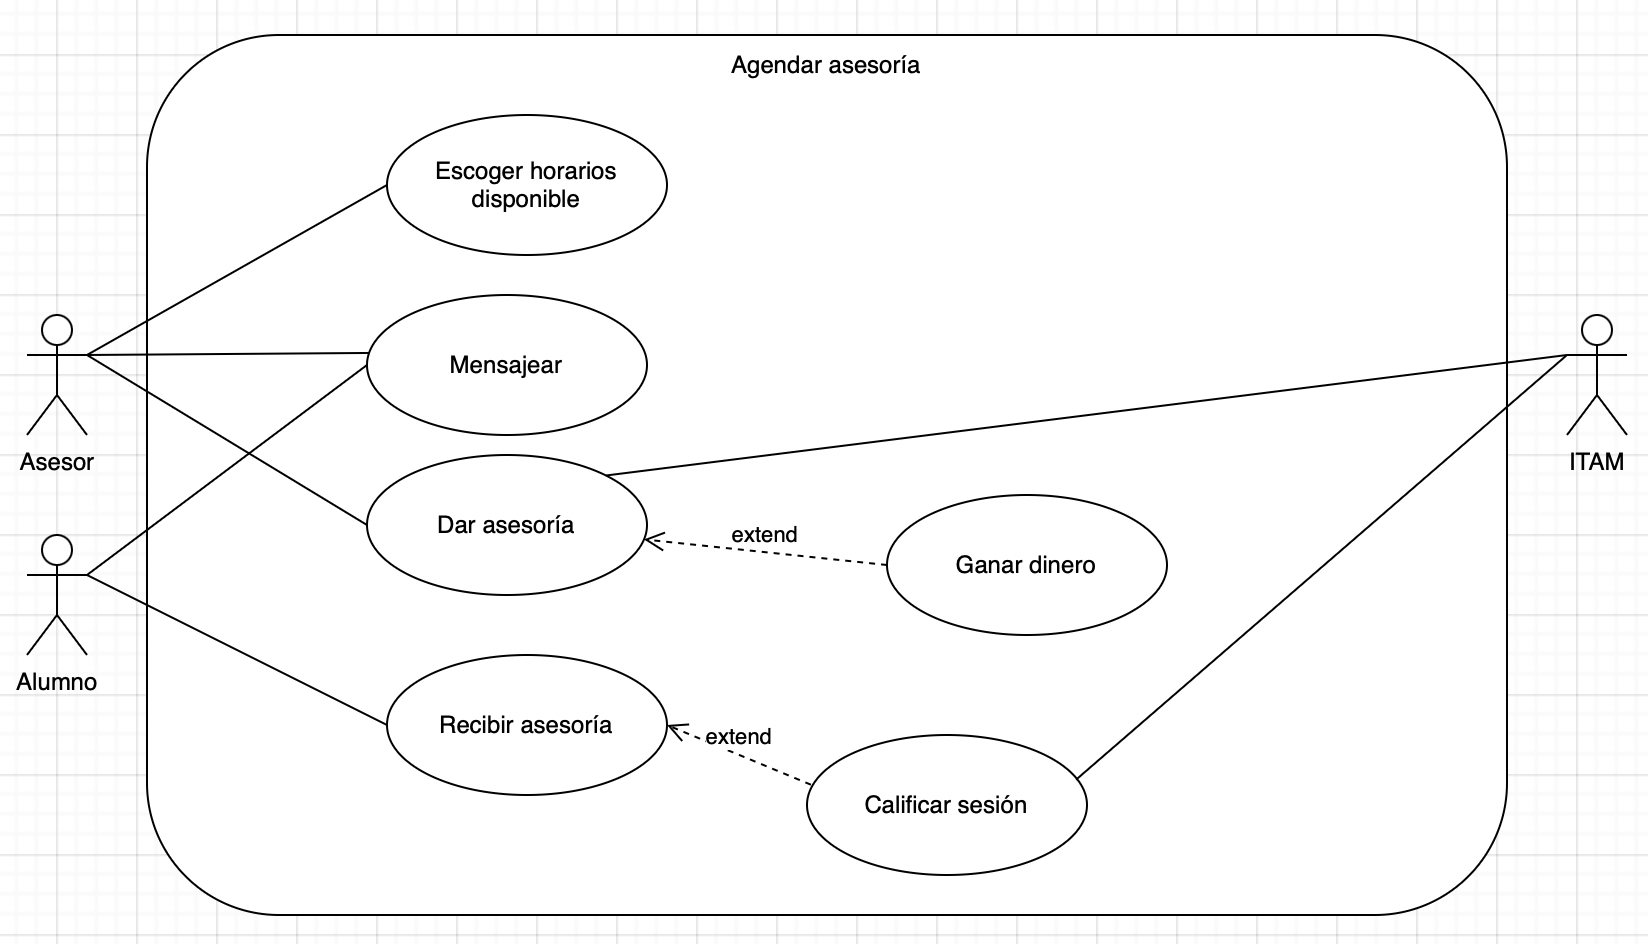 Agendar asesoría
Escoger horarios
disponible
Mensajear
Asesor
ITAM
Dar asesoría
extend
Ganar dinero
Alumno
Recibir asesoría
extend
Calificar sesión